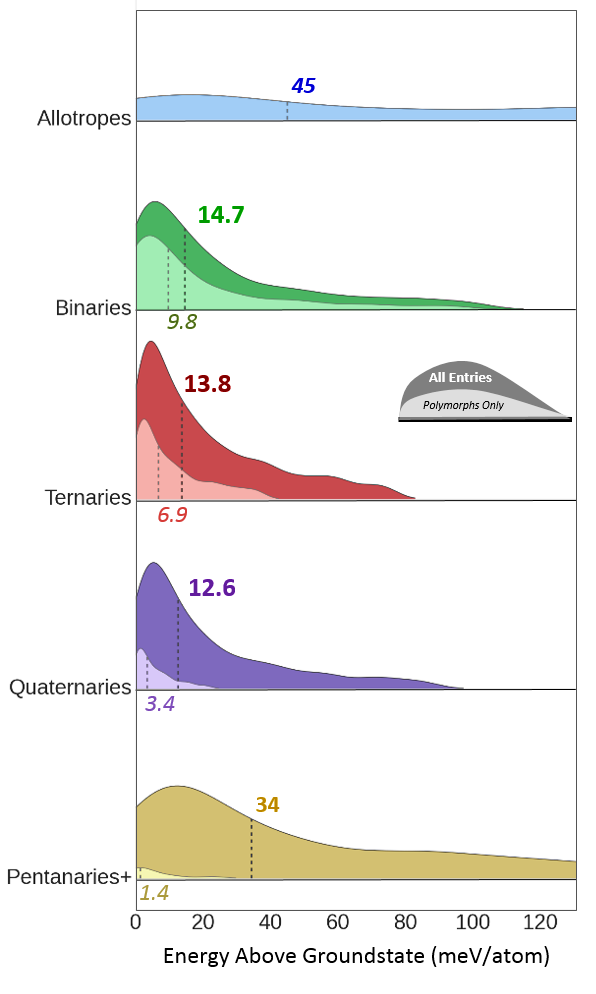 45
Allotropes
14.7
Binaries
9.8
13.8
All Entries
Polymorphs Only
Ternaries
6.9
12.6
Quaternaries
3.4
34
Pentanaries+
1.4
0 20 40 60 80 100 120
Energy Above Groundstate (meV/atom)